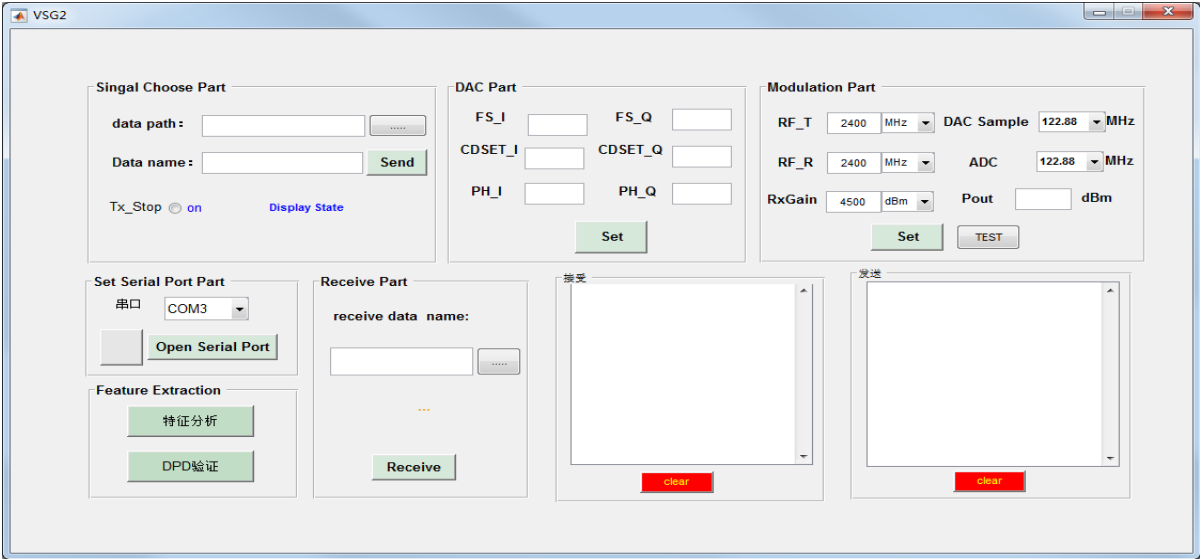 VSG2
Singal Choose Part
data path：
.....
Data name：
Send
Tx_Stop
on
Display State
DAC Part
FS_I
FS_Q
CDSET_I
CDSET_Q
PH_I
PH_Q
Set
Modulation Part
RF_T
2400
MHz
DAC Sample
122.88
MHz
RF_R
2400
MHz
ADC
122.88
MHz
RxGain
4500
dBm
Pout
dBm
Set
TEST
Set Serial Port Part
串口
COM3
Open Serial Port
Feature Extraction
特征分析
DPD验证
Receive Part
receive data  name:
.....
...
Receive
接受
clear
发送
clear